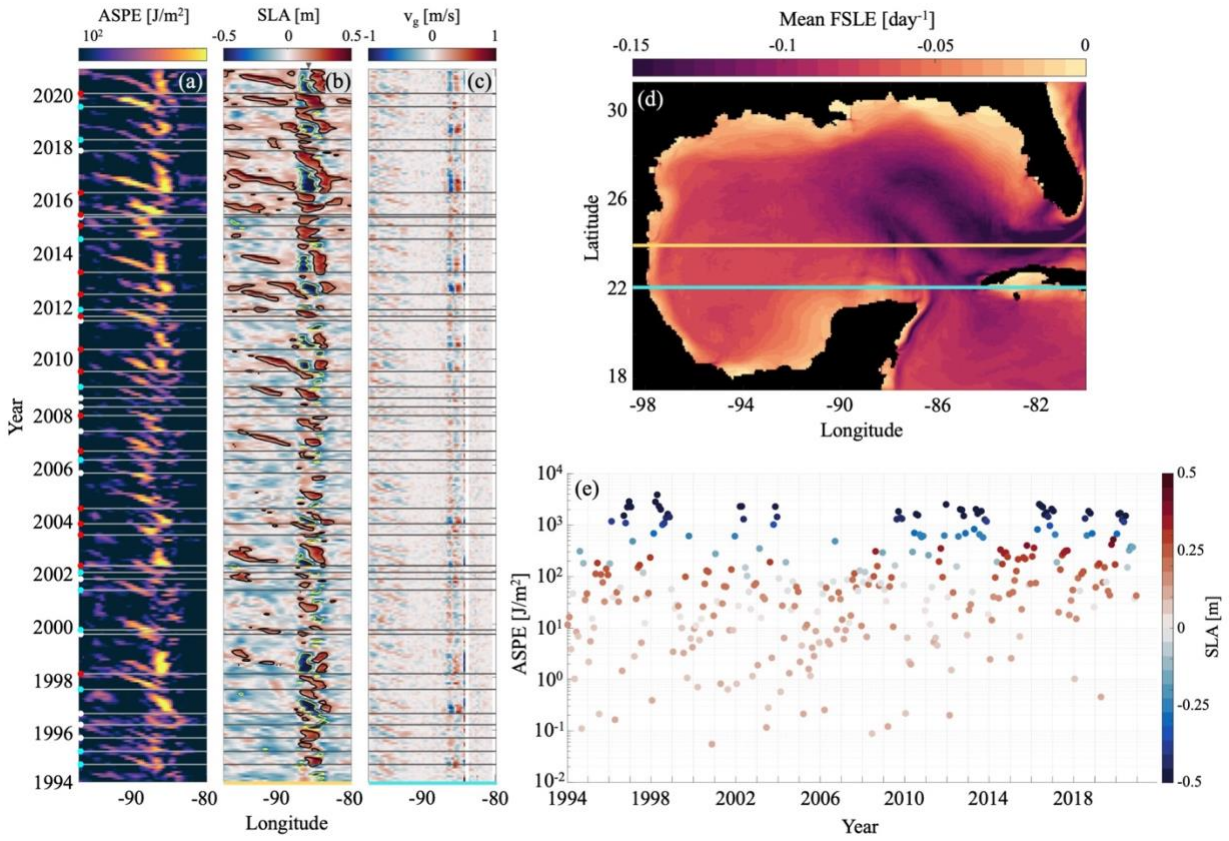 ASPE [J/m²]
10²
SLA [m]
-0.5 0 0.5
v_g [m/s]
-1 0 1
(a)
(b)
(c)
Year
2020
2018
2016
2014
2012
2010
2008
2006
2004
2002
2000
1998
1996
1994
-90 -80 -90 -80 -90 -80
Longitude
Mean FSLE [day⁻¹]
-0.15 -0.1 -0.05 0
(d)
Latitude
30
26
22
18
-98 -94 -90 -86 -82
Longitude
(e)
ASPE [J/m²]
10⁴
10³
10²
10¹
10⁰
10⁻¹
10⁻²
1994 1998 2002 2006 2010 2014 2018
Year
0.5
0.25
0
-0.25
-0.5
SLA [m]